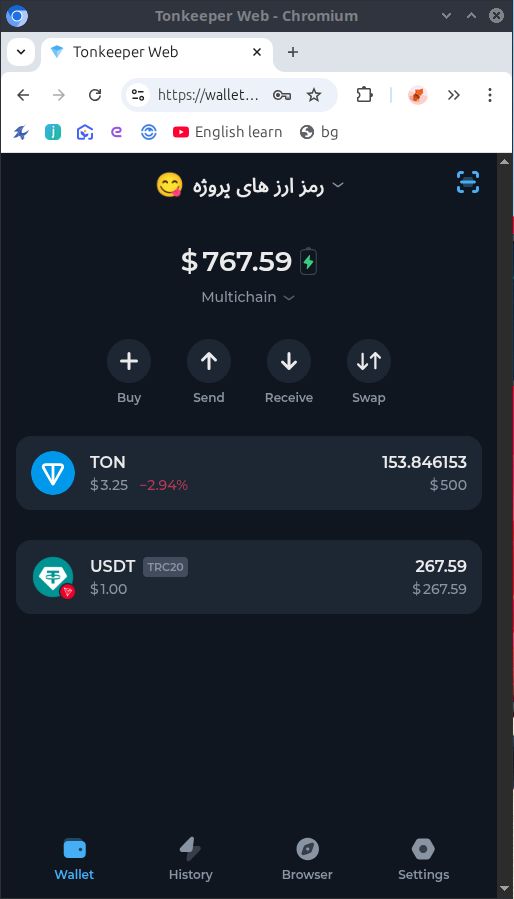 Tonkeeper Web - Chromium
Tonkeeper Web
https://wallet...
English learn
bg
رمز ارز های پروژه 😋
$ 767.59
Multichain
Buy
Send
Receive
Swap
TON
153.846153
$ 3.25 −2.94%
$ 500
USDT TRC20
267.59
$ 1.00
$ 267.59
Wallet
History
Browser
Settings